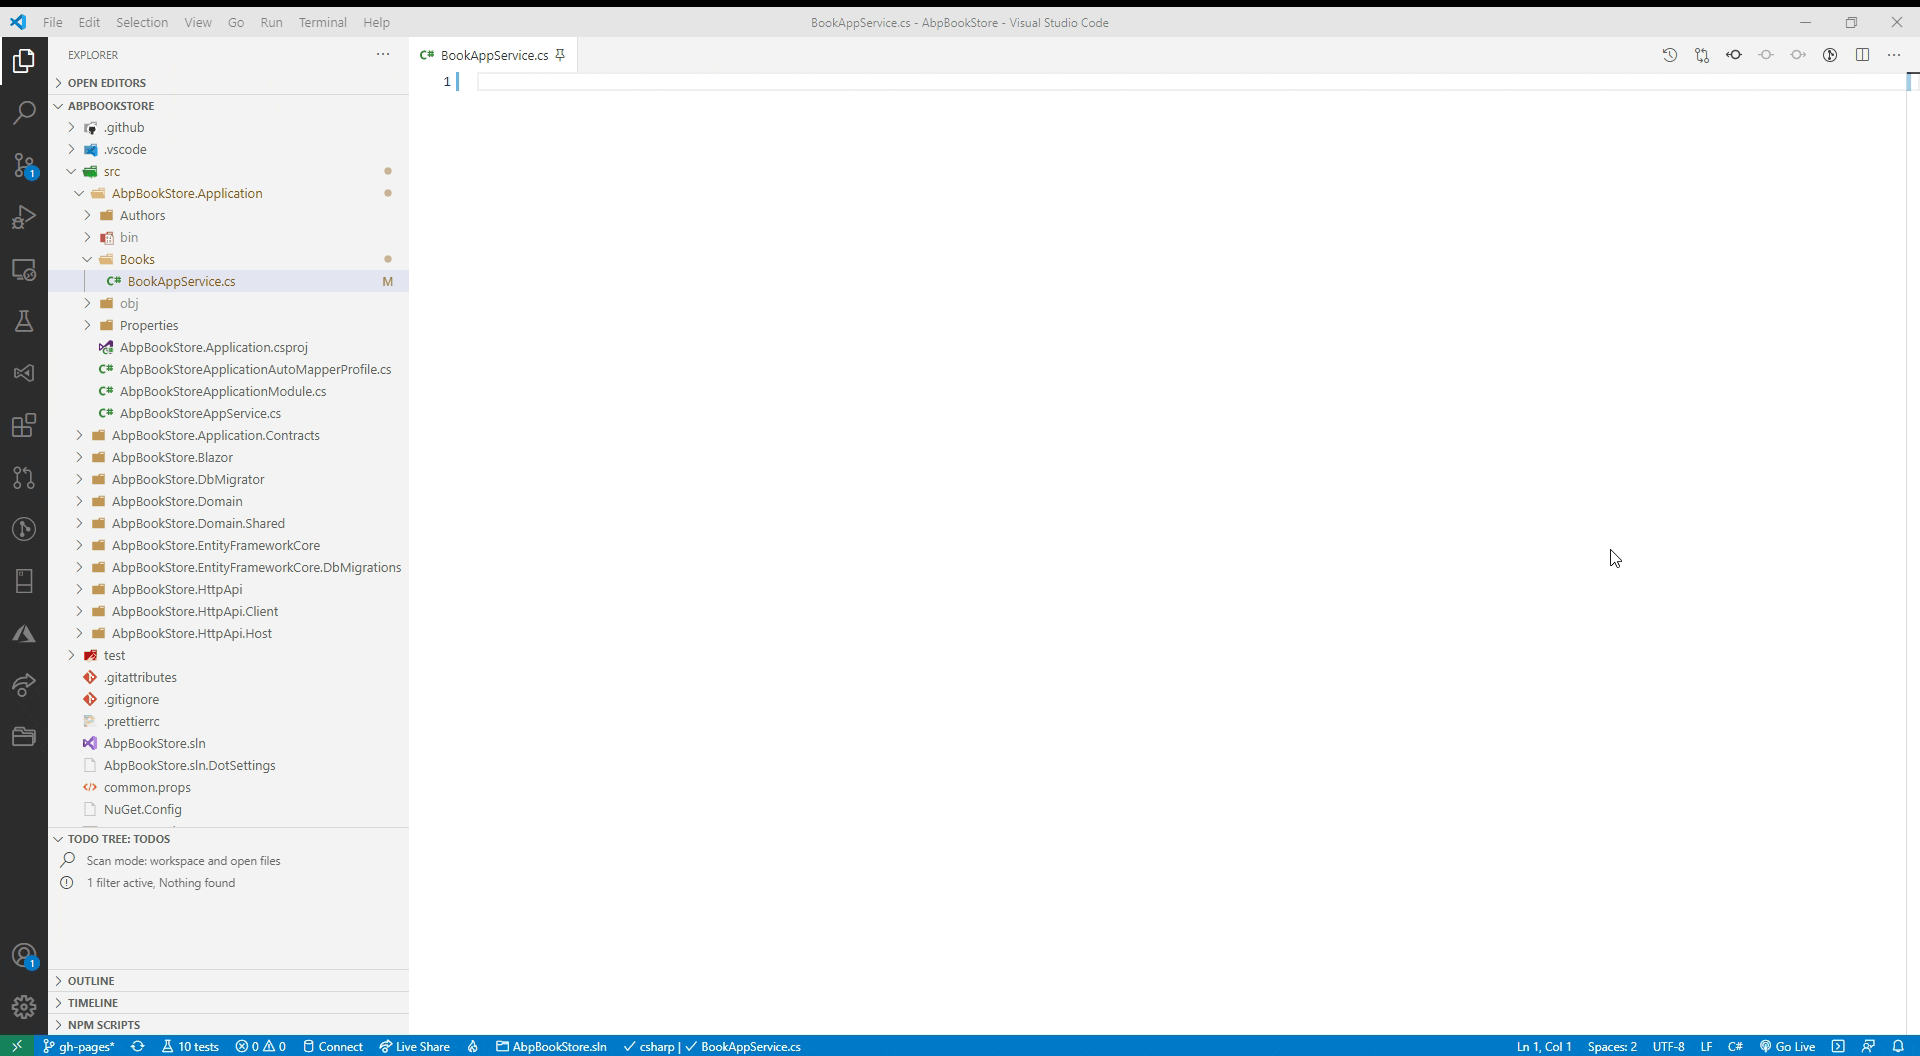 File Edit Selection View Go Run Terminal Help
BookAppService.cs - AbpBookStore - Visual Studio Code
EXPLORER
OPEN EDITORS
ABPBOOKSTORE
.github
.vscode
src
AbpBookStore.Application
Authors
bin
Books
C# BookAppService.cs M
obj
Properties
AbpBookStore.Application.csproj
C# AbpBookStoreApplicationAutoMapperProfile.cs
C# AbpBookStoreApplicationModule.cs
C# AbpBookStoreAppService.cs
AbpBookStore.Application.Contracts
AbpBookStore.Blazor
AbpBookStore.DbMigrator
AbpBookStore.Domain
AbpBookStore.Domain.Shared
AbpBookStore.EntityFrameworkCore
AbpBookStore.EntityFrameworkCore.DbMigrations
AbpBookStore.HttpApi
AbpBookStore.HttpApi.Client
AbpBookStore.HttpApi.Host
test
.gitattributes
.gitignore
.prettierrc
AbpBookStore.sln
AbpBookStore.sln.DotSettings
common.props
NuGet.Config
TODO TREE: TODOS
Scan mode: workspace and open files
1 filter active, Nothing found
OUTLINE
TIMELINE
NPM SCRIPTS
C# BookAppService.cs
1
1
1
gh-pages* 10 tests 0 0 Connect Live Share AbpBookStore.sln csharp | BookAppService.cs
Ln 1, Col 1 Spaces: 2 UTF-8 LF C# Go Live